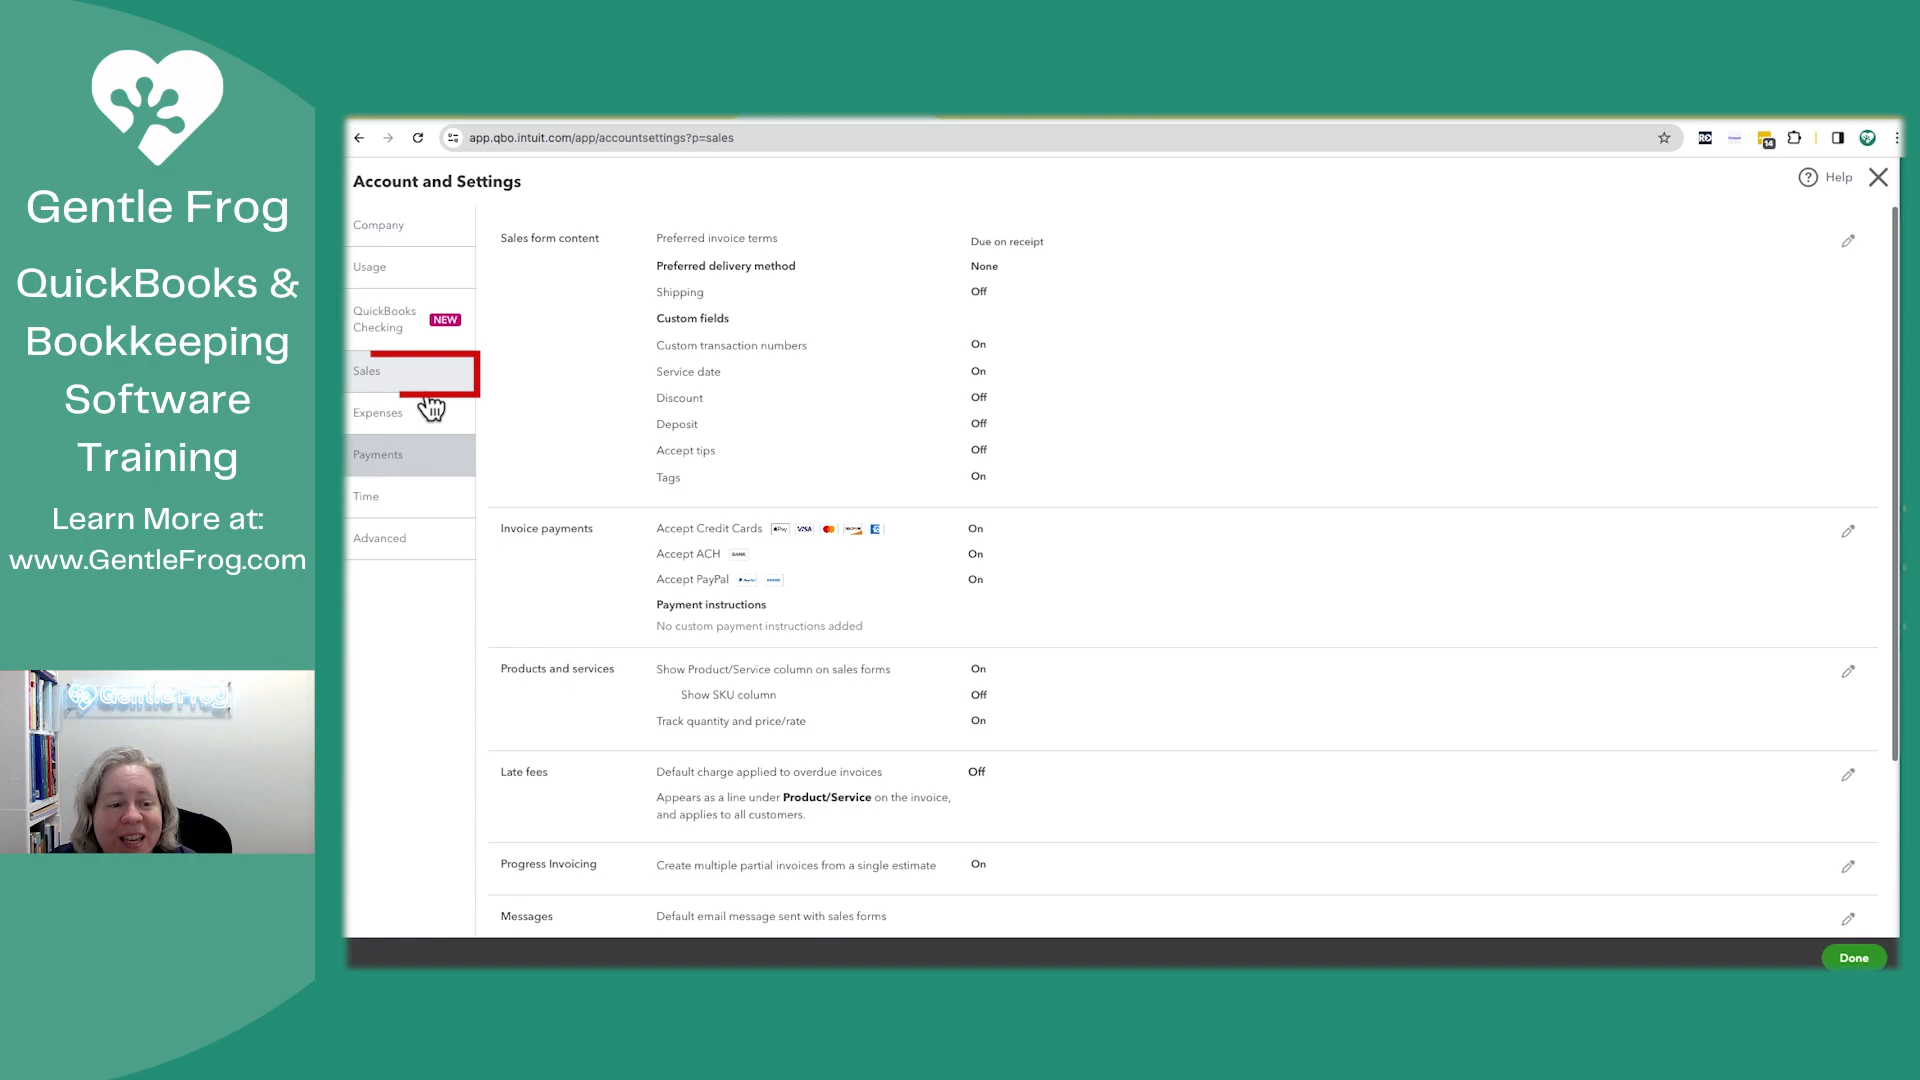 Gentle Frog
QuickBooks &
Bookkeeping
Software
Training
Learn More at:
www.GentleFrog.com
Gentle Frog
app.qbo.intuit.com/app/accountsettings?p=sales
14
Account and Settings
Help
Company
Usage
QuickBooks
Checking
NEW
Sales
Expenses
Payments
Time
Advanced
Sales form content
Preferred invoice terms
Due on receipt
Preferred delivery method
None
Shipping
Off
Custom fields
Custom transaction numbers
On
Service date
On
Discount
Off
Deposit
Off
Accept tips
Off
Tags
On
Invoice payments
Accept Credit Cards
Pay
VISA
On
Accept ACH
BANK
On
Accept PayPal
PayPal
On
Payment instructions
No custom payment instructions added
Products and services
Show Product/Service column on sales forms
On
Show SKU column
Off
Track quantity and price/rate
On
Late fees
Default charge applied to overdue invoices
Off
Appears as a line under Product/Service on the invoice,
and applies to all customers.
Progress Invoicing
Create multiple partial invoices from a single estimate
On
Messages
Default email message sent with sales forms
Done